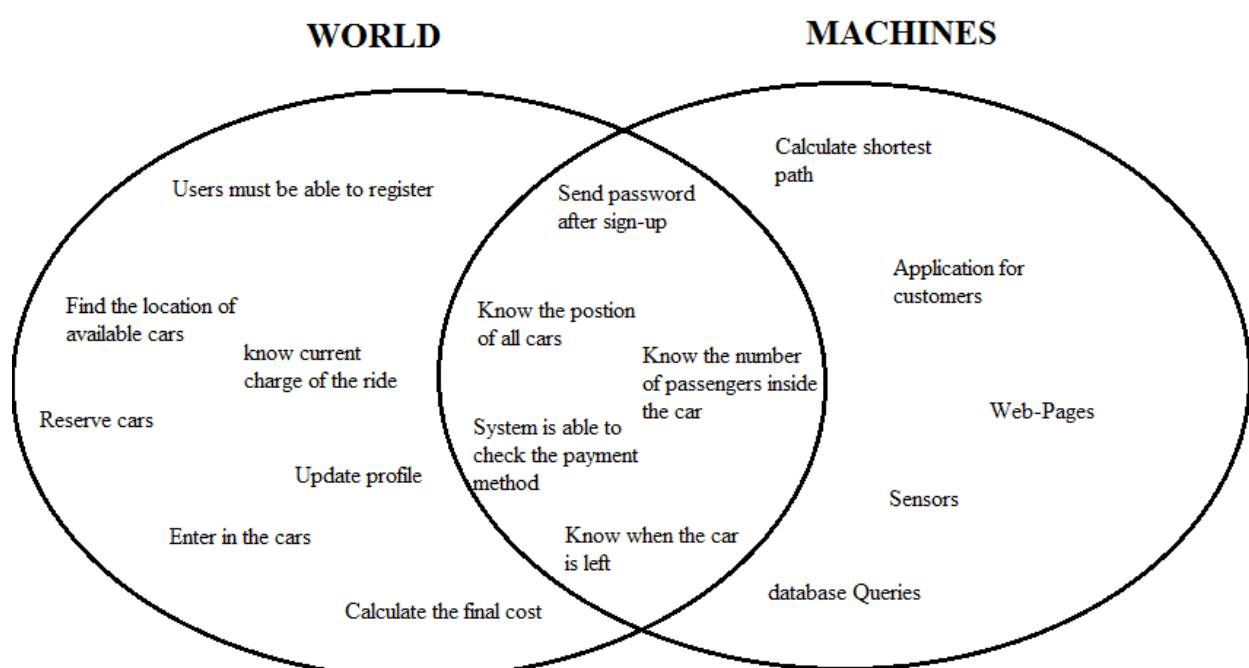 WORLD
MACHINES
Users must be able to register
Find the location of
available cars
know current
charge of the ride
Reserve cars
Update profile
Enter in the cars
Calculate the final cost
Send password
after sign-up
Know the postion
of all cars
Know the number
of passengers inside
the car
System is able to
check the payment
method
Know when the car
is left
Calculate shortest
path
Application for
customers
Web-Pages
Sensors
database Queries